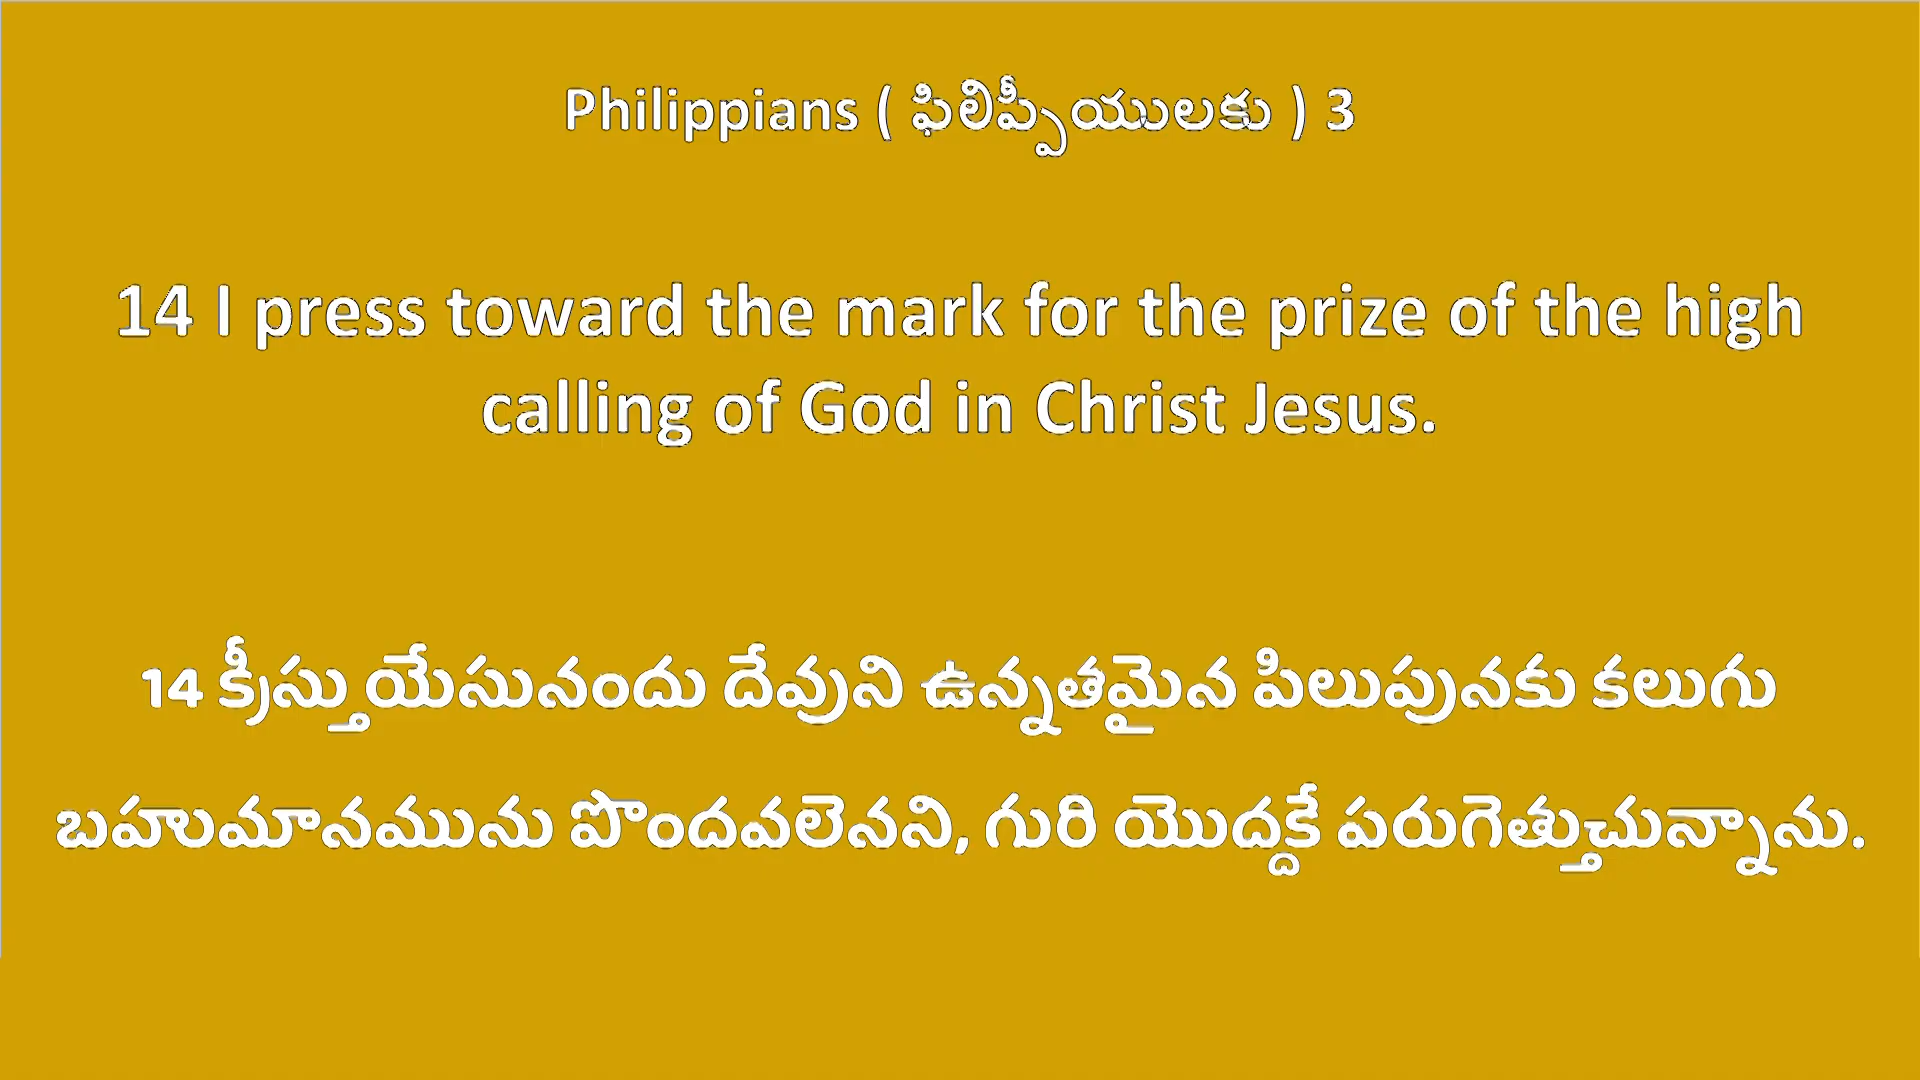 Philippians ( ఫిలిప్పీయులకు ) 3
14 I press toward the mark for the prize of the high
calling of God in Christ Jesus.
14 క్రీస్తుయేసునందు దేవుని ఉన్నతమైన పిలుపునకు కలుగు
బహుమానమును పొందవలెనని, గురి యొద్దకే పరుగెత్తుచున్నాను.